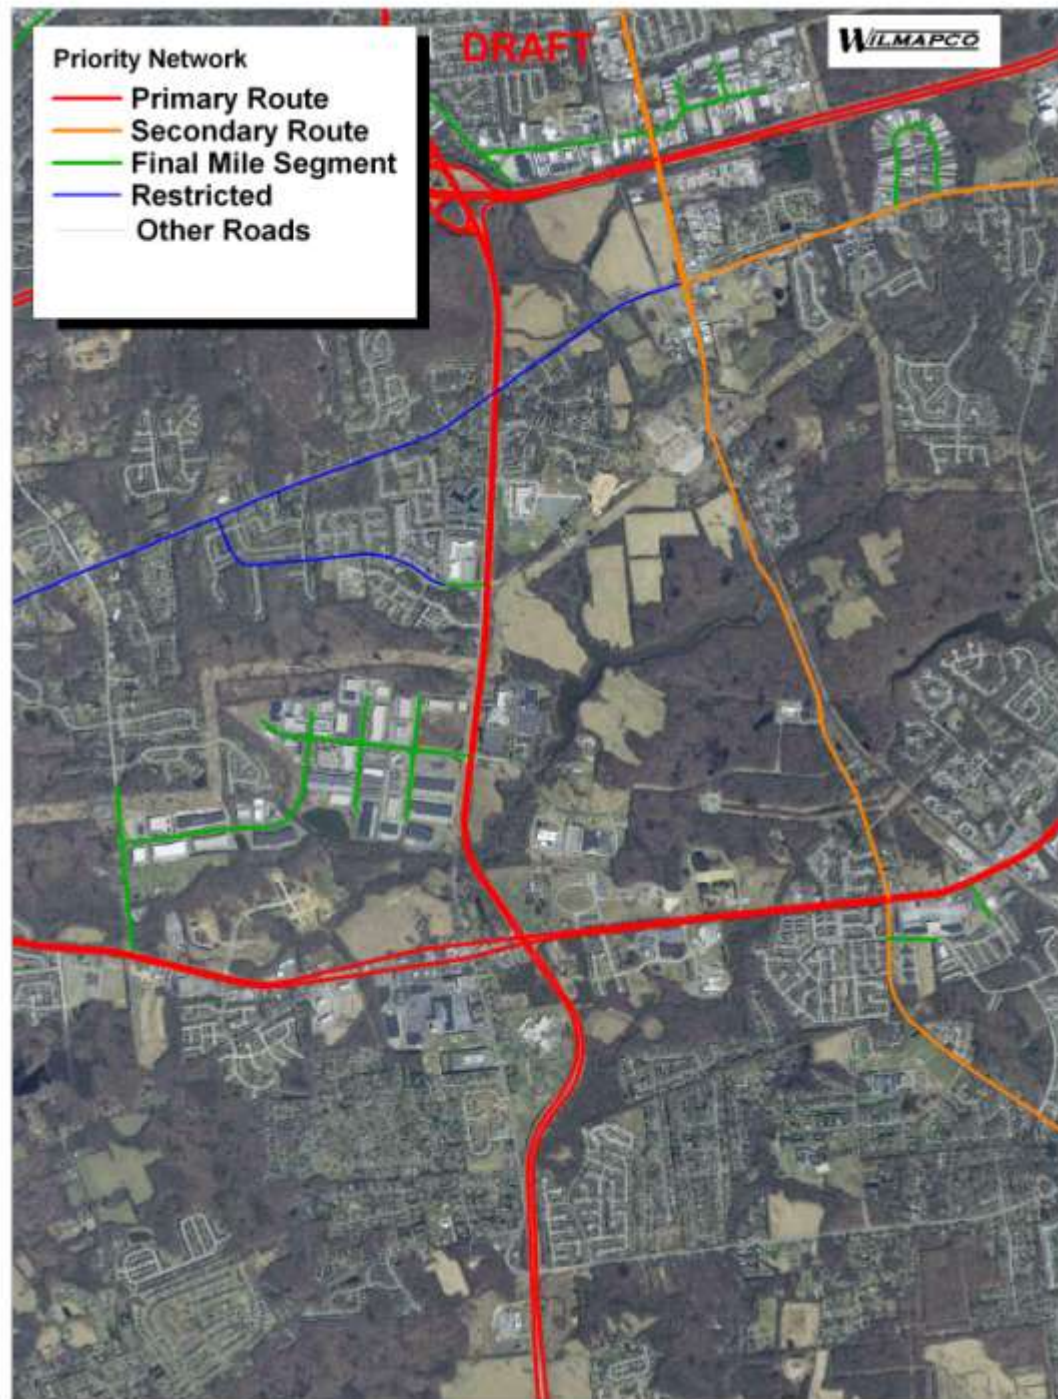 Priority Network
Primary Route
Secondary Route
Final Mile Segment
Restricted
Other Roads
DRAFT
WILMAPCO